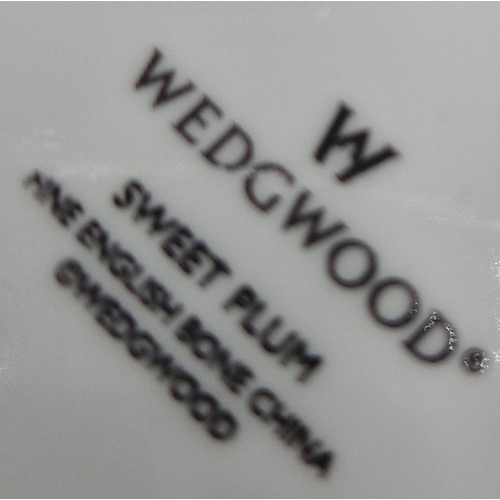 W
WEDGWOOD®
SWEET PLUM
FINE ENGLISH BONE CHINA
©WEDGWOOD